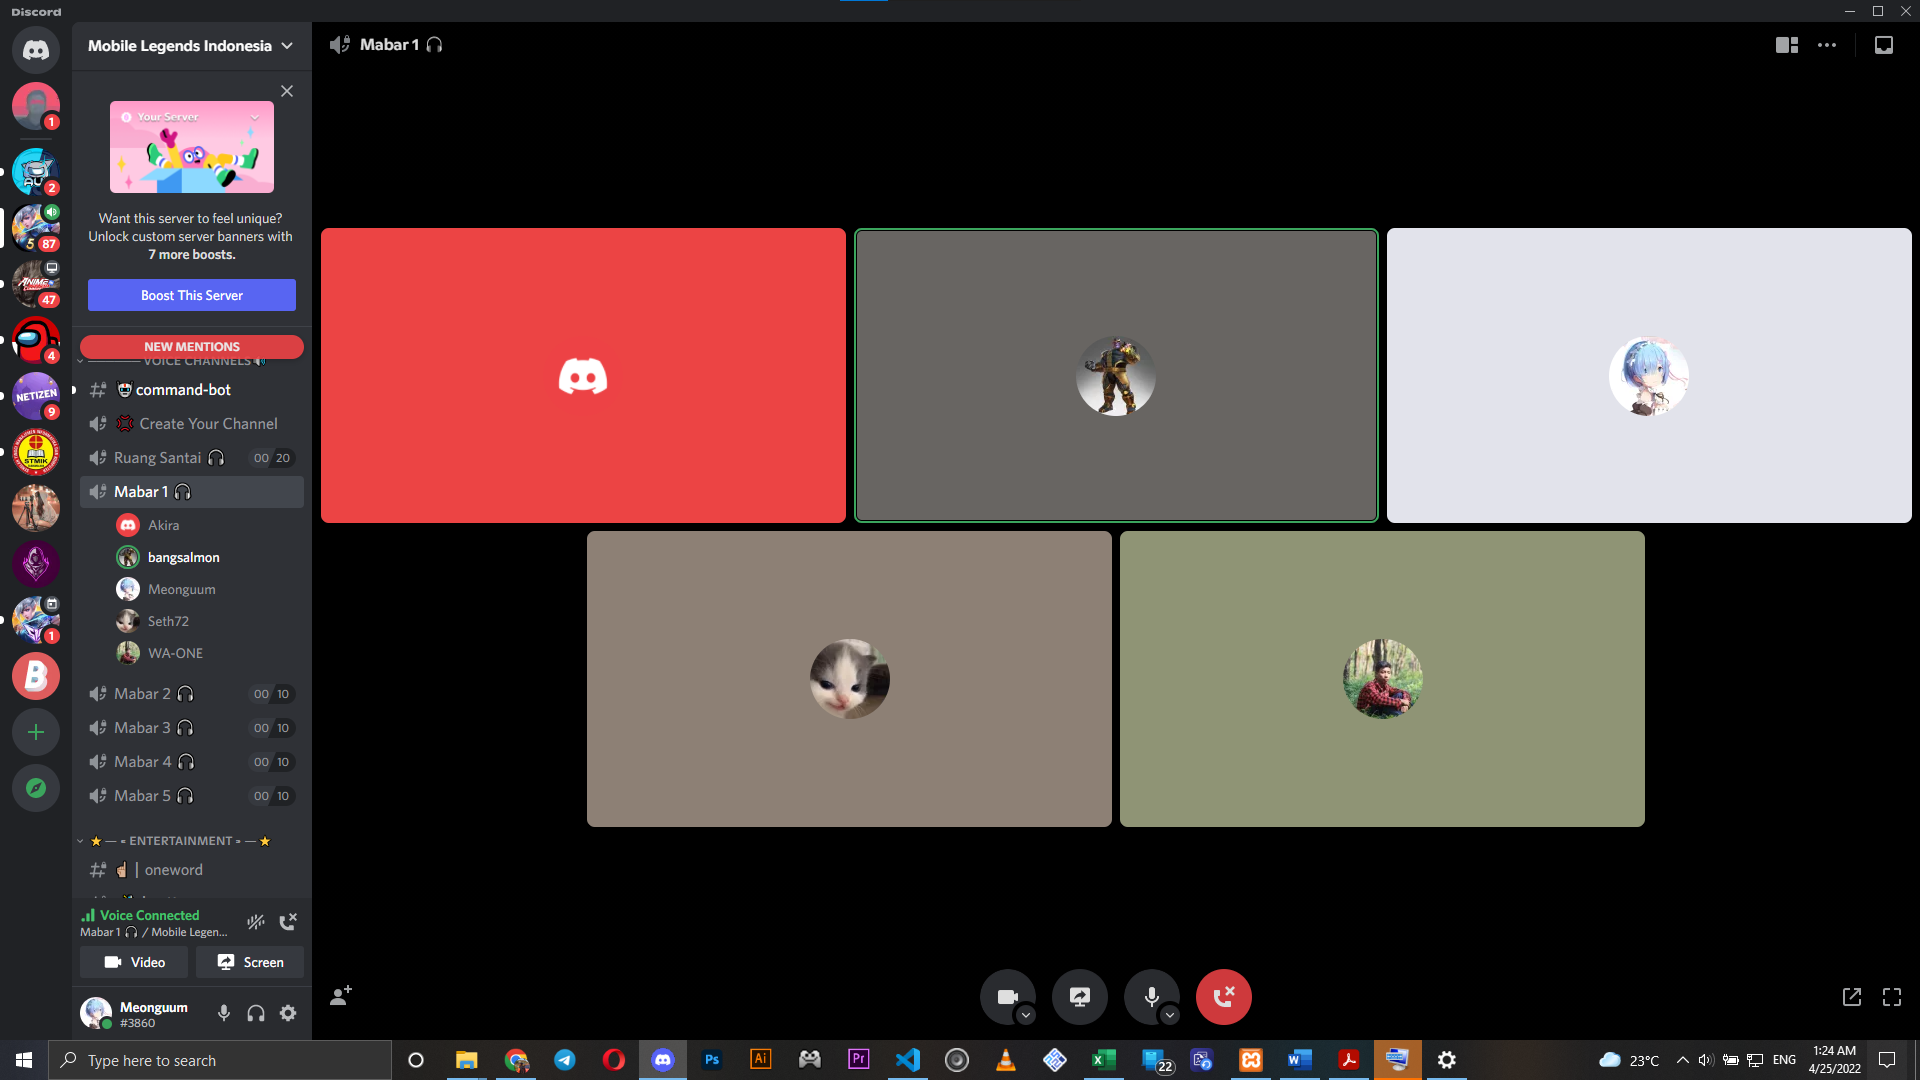 Discord
Mobile Legends Indonesia
Mabar 1
1
Your Server
2
Want this server to feel unique?
Unlock custom server banners with
7 more boosts.
5
87
ANIME
47
Boost This Server
NEW MENTIONS
VOICE CHANNELS
4
command-bot
NETIZEN
9
Create Your Channel
STMIK
Ruang Santai
00 20
Mabar 1
Akira
bangsalmon
Meonguum
Seth72
1
WA-ONE
B
Mabar 2
00 10
Mabar 3
00 10
Mabar 4
00 10
Mabar 5
00 10
— ENTERTAINMENT —
| oneword
Voice Connected
Mabar 1 / Mobile Legen...
Video
Screen
Meonguum
#3860
Type here to search
Ps
Ai
Pr
22
23°C
ENG
1:24 AM
4/25/2022